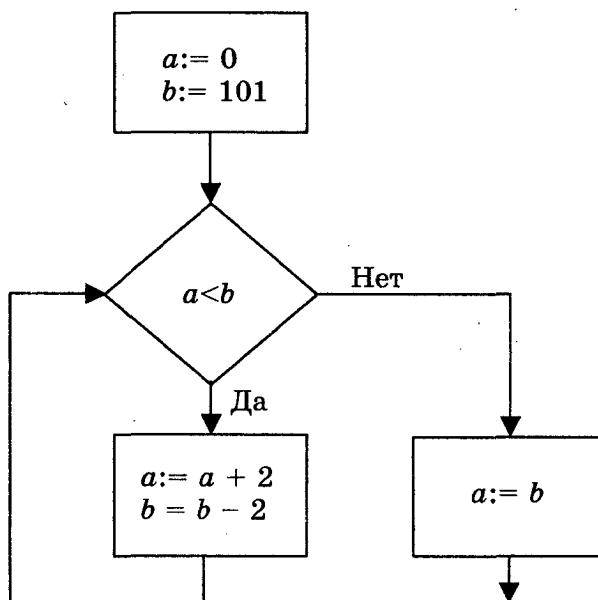 a:= 0
b:= 101
a<b
Нет
Да
a:= a + 2
b = b − 2
a:= b